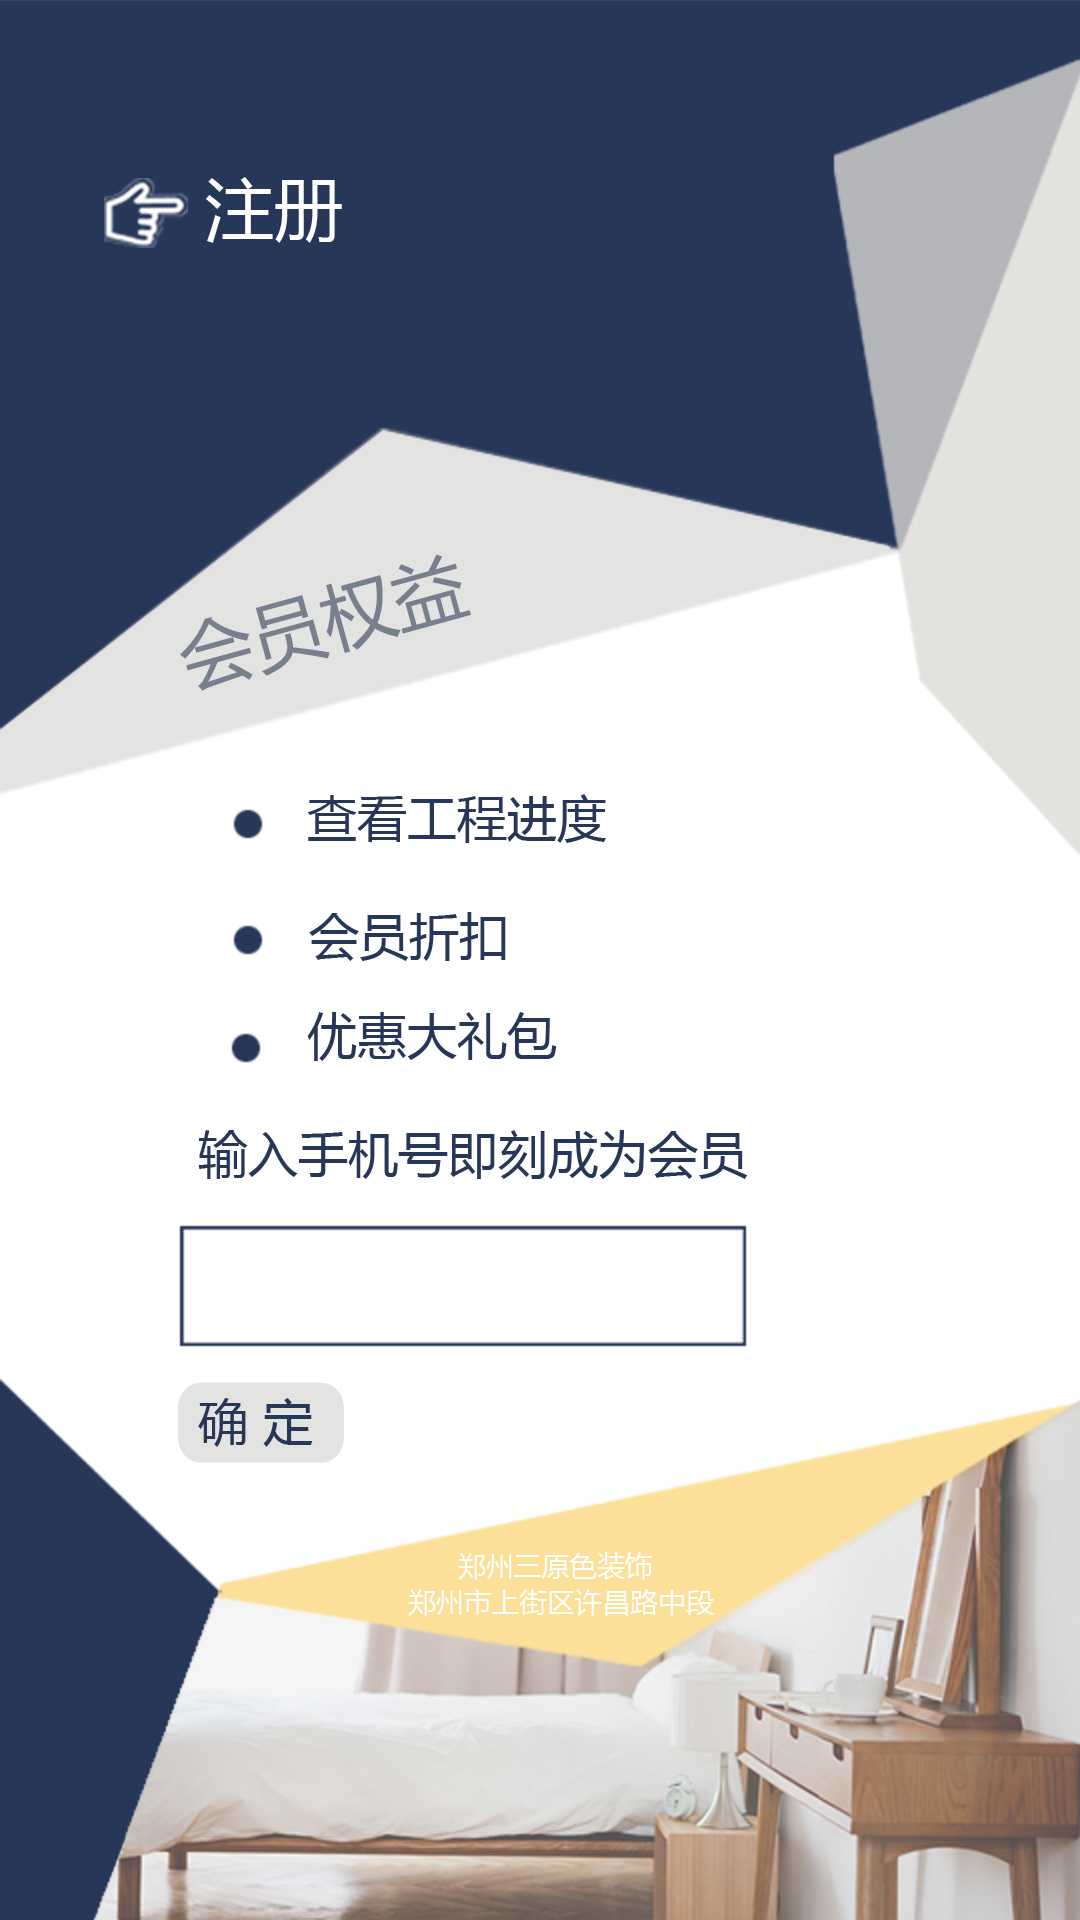 注册
会员权益
查看工程进度
会员折扣
优惠大礼包
输入手机号即刻成为会员
确 定
郑州三原色装饰
郑州市上街区许昌路中段